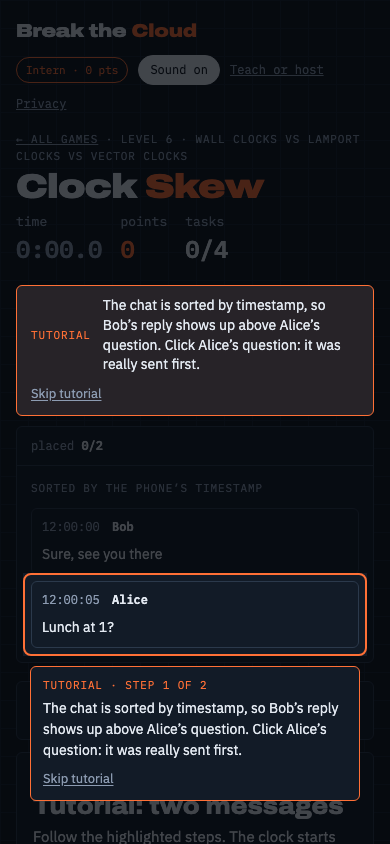 Break the Cloud
Intern · 0 pts
Sound on
Teach or host
Privacy
← ALL GAMES · LEVEL 6 · WALL CLOCKS VS LAMPORT
CLOCKS VS VECTOR CLOCKS
Clock Skew
time points tasks
0:00.0 0 0/4
TUTORIAL
The chat is sorted by timestamp, so
Bob’s reply shows up above Alice’s
question. Click Alice’s question: it was
really sent first.
Skip tutorial
placed 0/2
SORTED BY THE PHONE’S TIMESTAMP
12:00:00 Bob
Sure, see you there
12:00:05 Alice
Lunch at 1?
TUTORIAL · STEP 1 OF 2
The chat is sorted by timestamp, so Bob’s reply
shows up above Alice’s question. Click Alice’s
question: it was really sent first.
Skip tutorial
Tutorial: two messages
Follow the highlighted steps. The clock starts